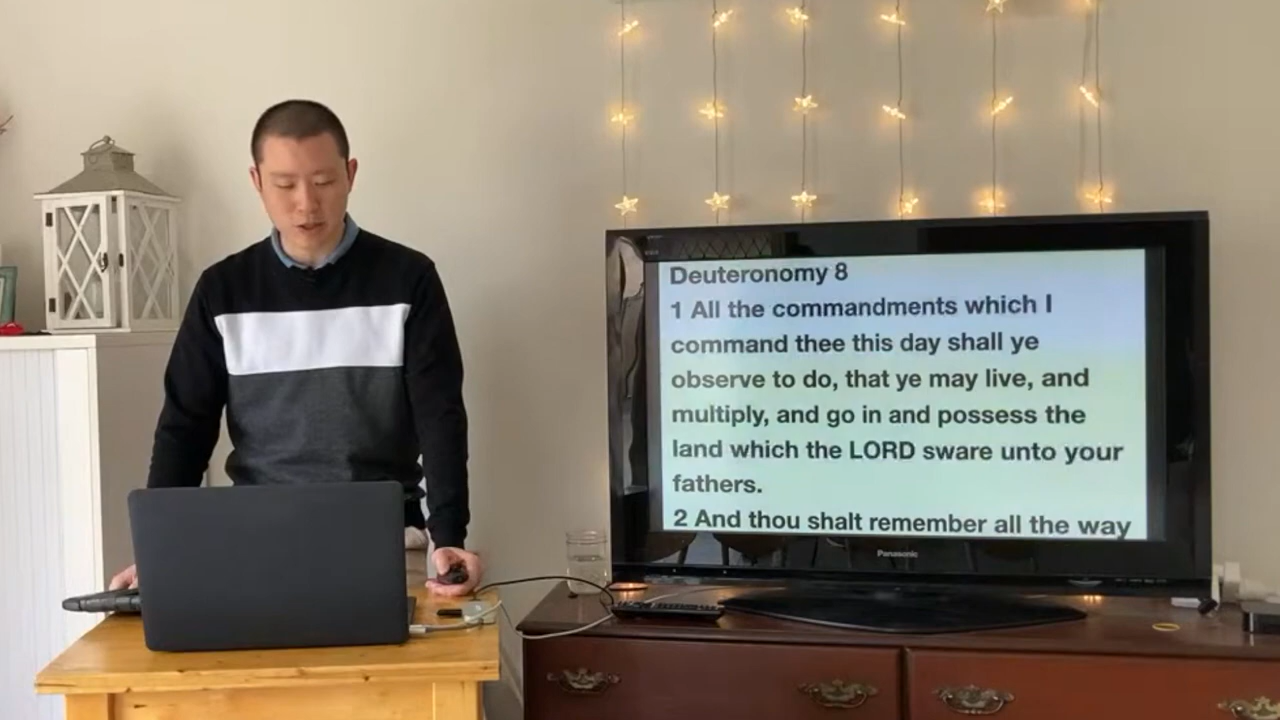 Deuteronomy 8
1 All the commandments which I
command thee this day shall ye
observe to do, that ye may live, and
multiply, and go in and possess the
land which the LORD sware unto your
fathers.
2 And thou shalt remember all the way
Panasonic